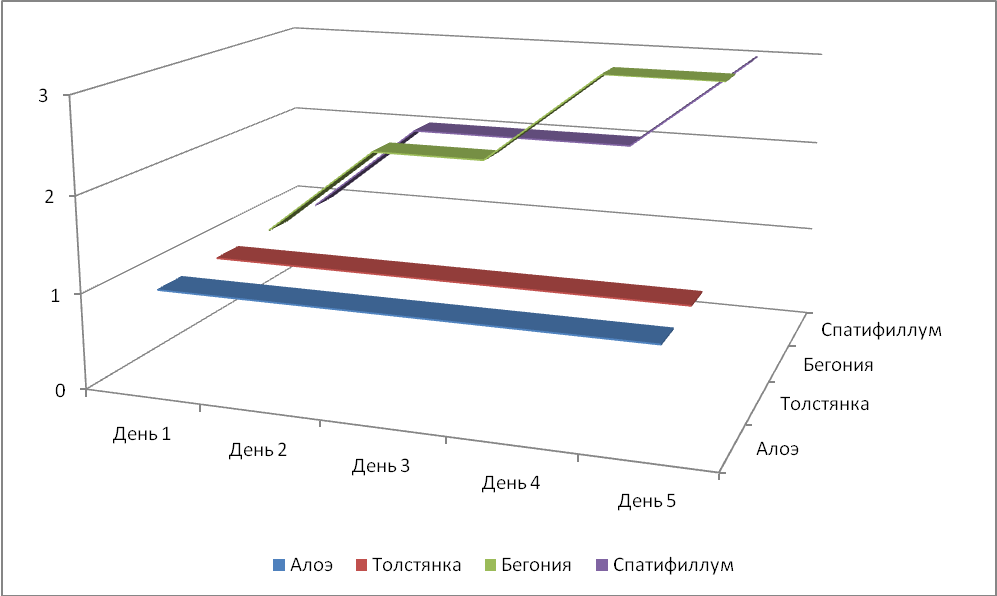 3
2
1
0
День 1
День 2
День 3
День 4
День 5
Спатифиллум
Бегония
Толстянка
Алоэ
Алоэ Толстянка Бегония Спатифиллум